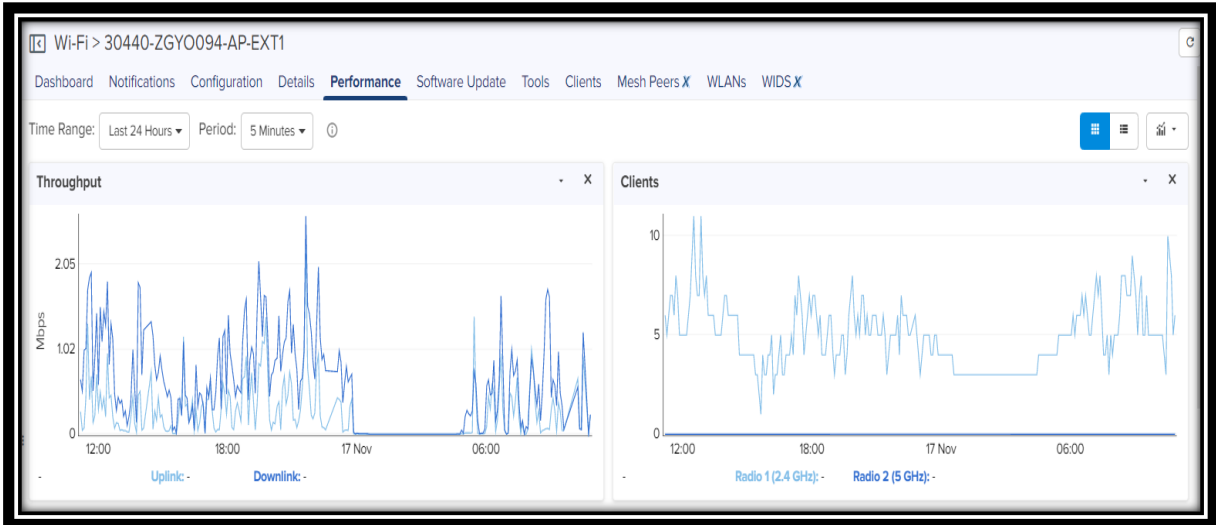 Wi-Fi > 30440-ZGYO094-AP-EXT1
Dashboard Notifications Configuration Details Performance Software Update Tools Clients Mesh Peers X WLANs WIDS X
Time Range: Last 24 Hours Period: 5 Minutes
Throughput X
Clients X
2.05
1.02
0
Mbps
12:00 18:00 17 Nov 06:00
- Uplink: - Downlink: -
10
5
0
12:00 18:00 17 Nov 06:00
- Radio 1 (2.4 GHz): - Radio 2 (5 GHz): -